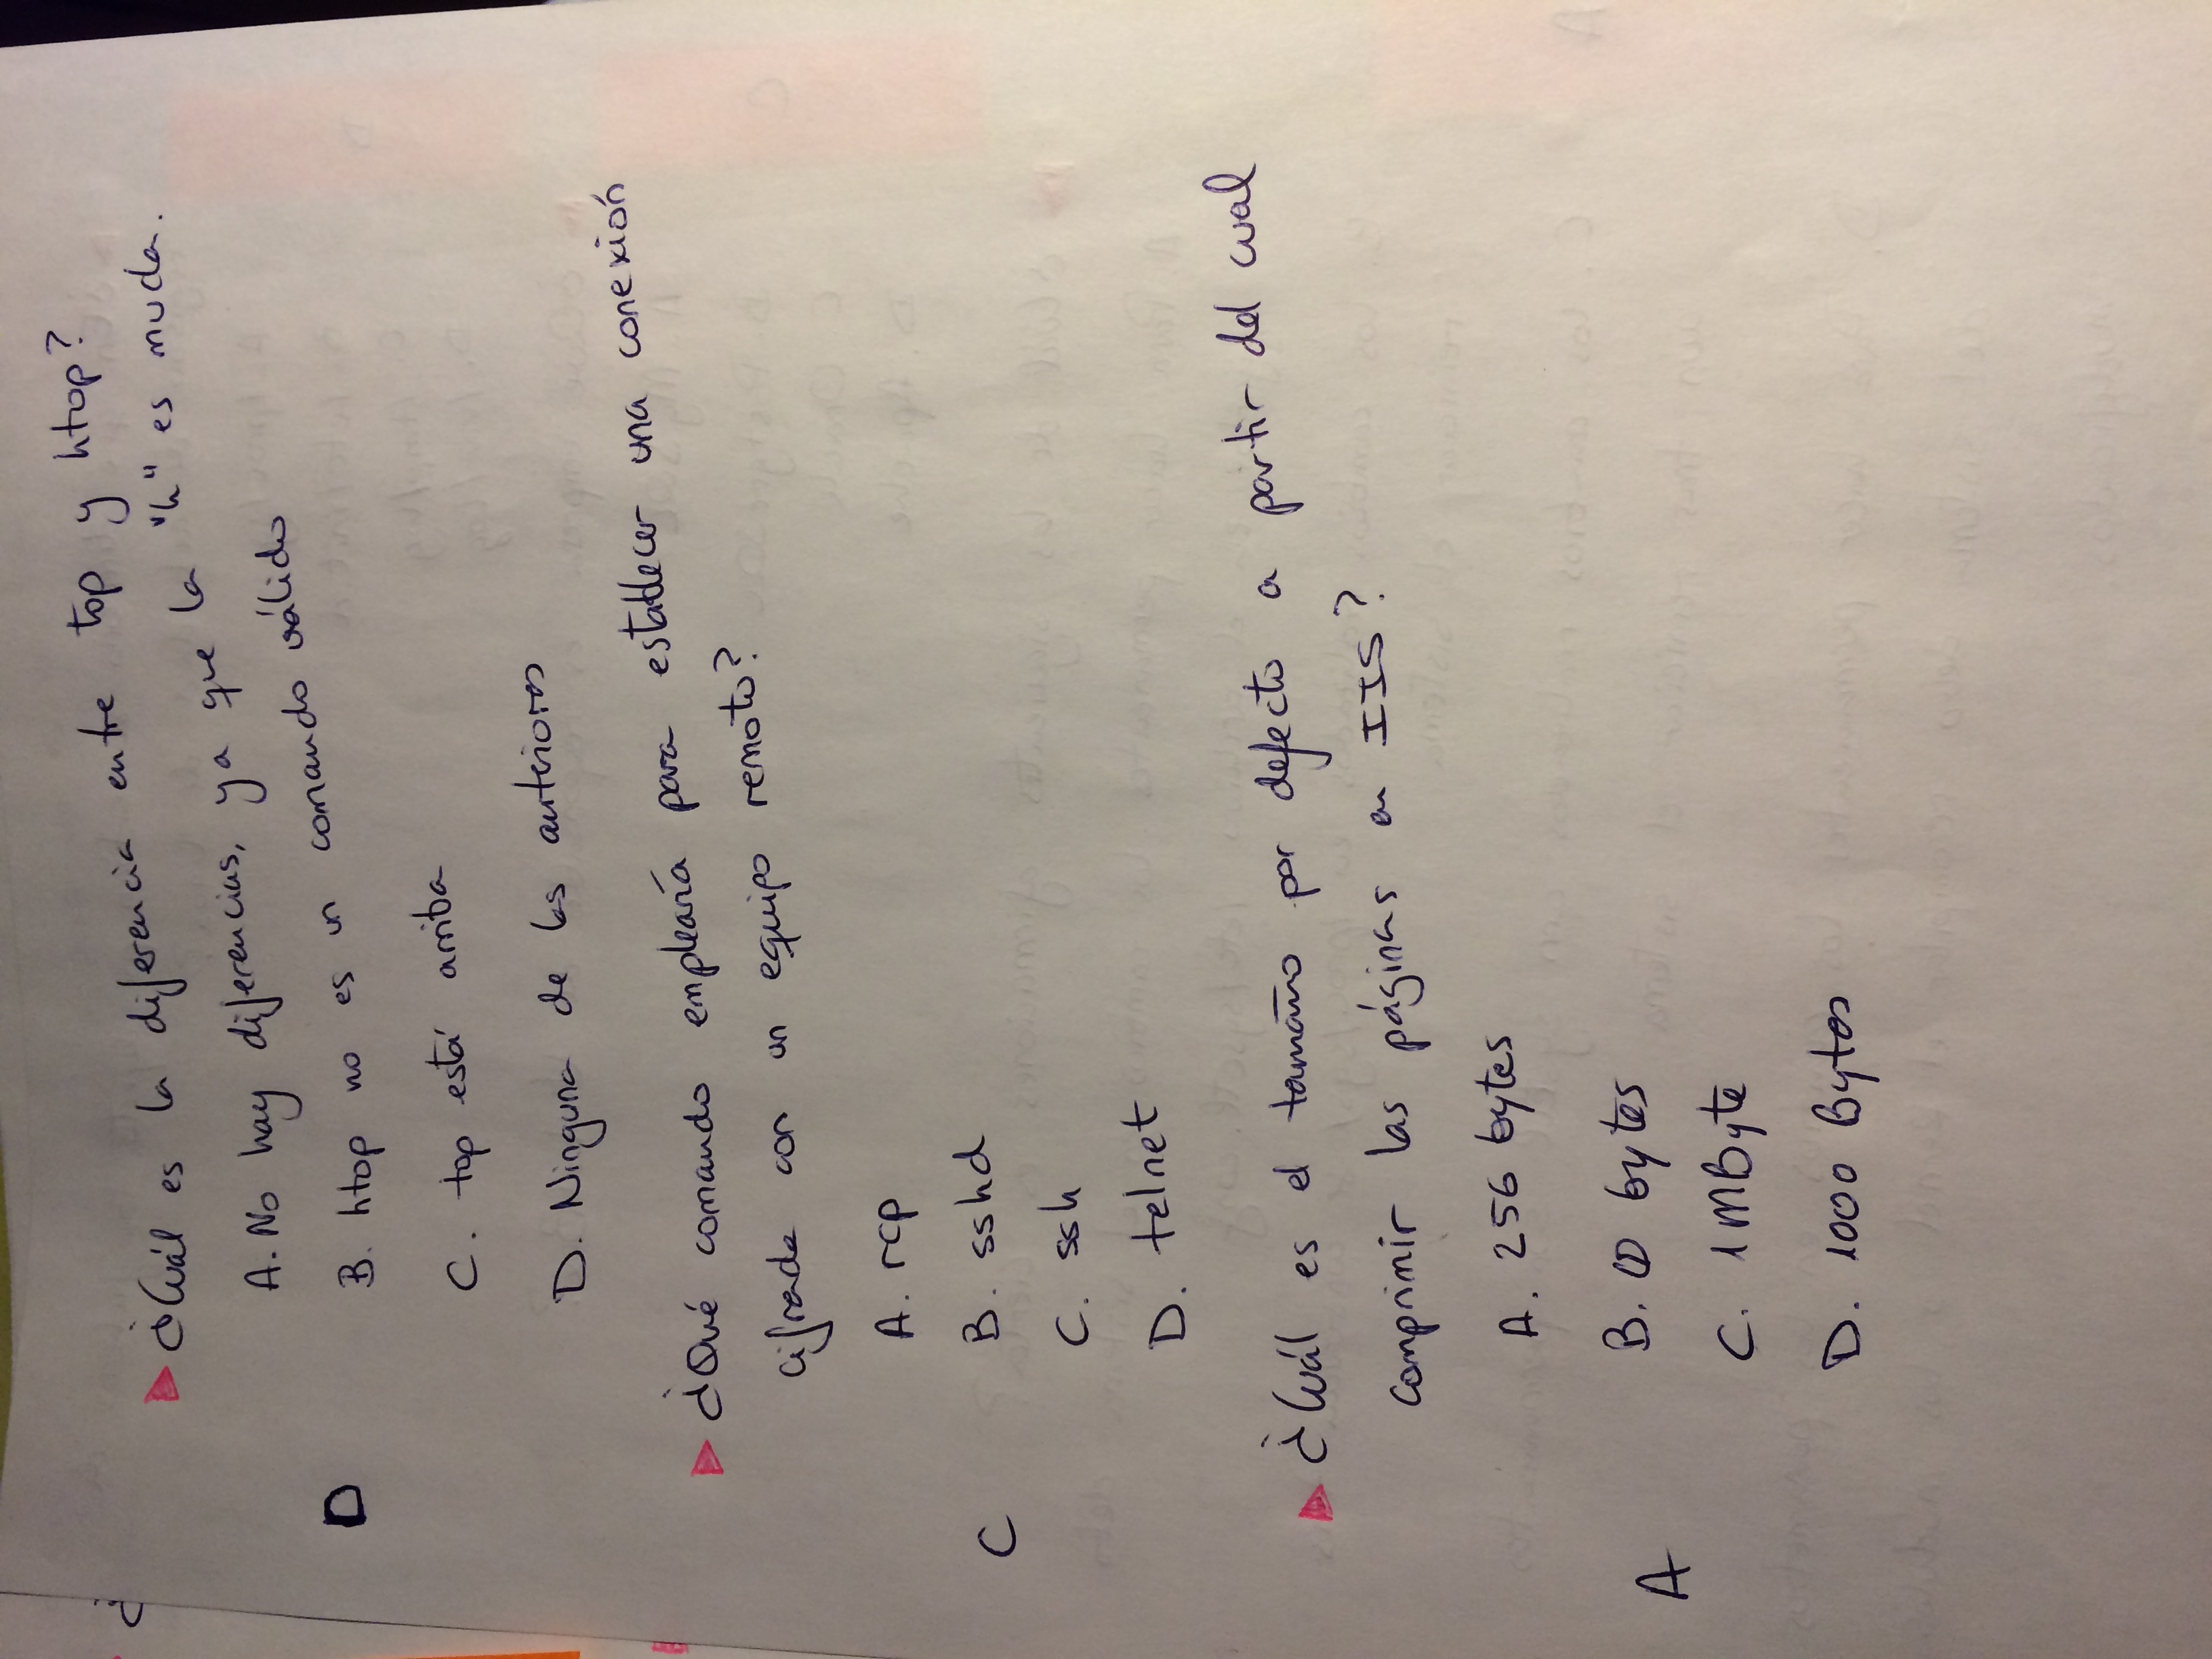 ¿Cuál es la diferencia entre top y htop?
A. No hay diferencias, ya que la "h" es muda.
D
B. htop no es un comando válido
C. top está arriba
D. Ninguna de las anteriores
¿Qué comando emplearía para establecer una conexión
cifrada con un equipo remoto?
A. rcp
B. sshd
C
C. ssh
D. telnet
¿Cuál es el tamaño por defecto a partir del cual
comprimir las páginas en IIS?
A. 256 bytes
B. 0 bytes
A
C. 1MByte
D. 1000 Bytes